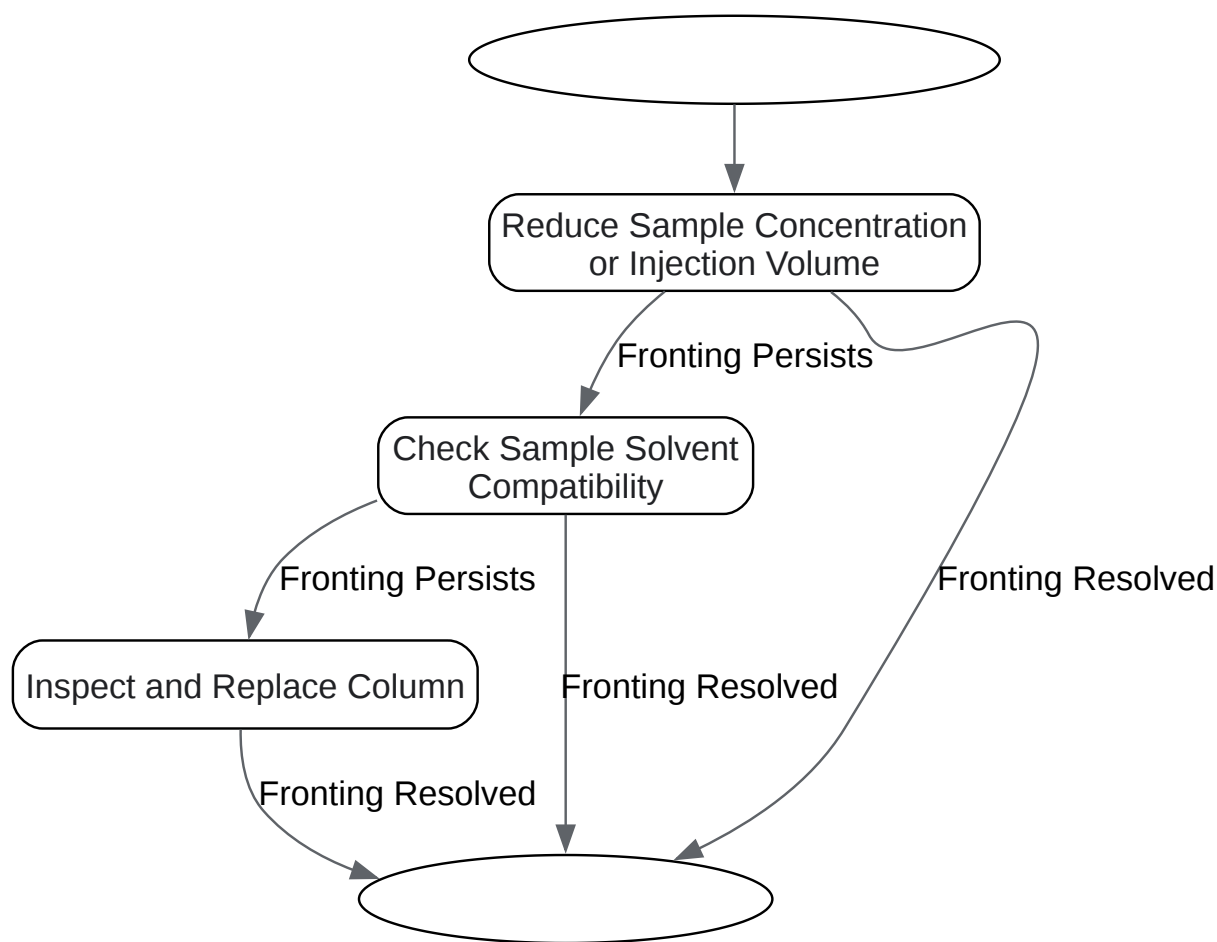 Reduce Sample Concentration
or Injection Volume
Fronting Persists
Check Sample Solvent
Compatibility
Fronting Persists
Fronting Resolved
Inspect and Replace Column
Fronting Resolved
Fronting Resolved